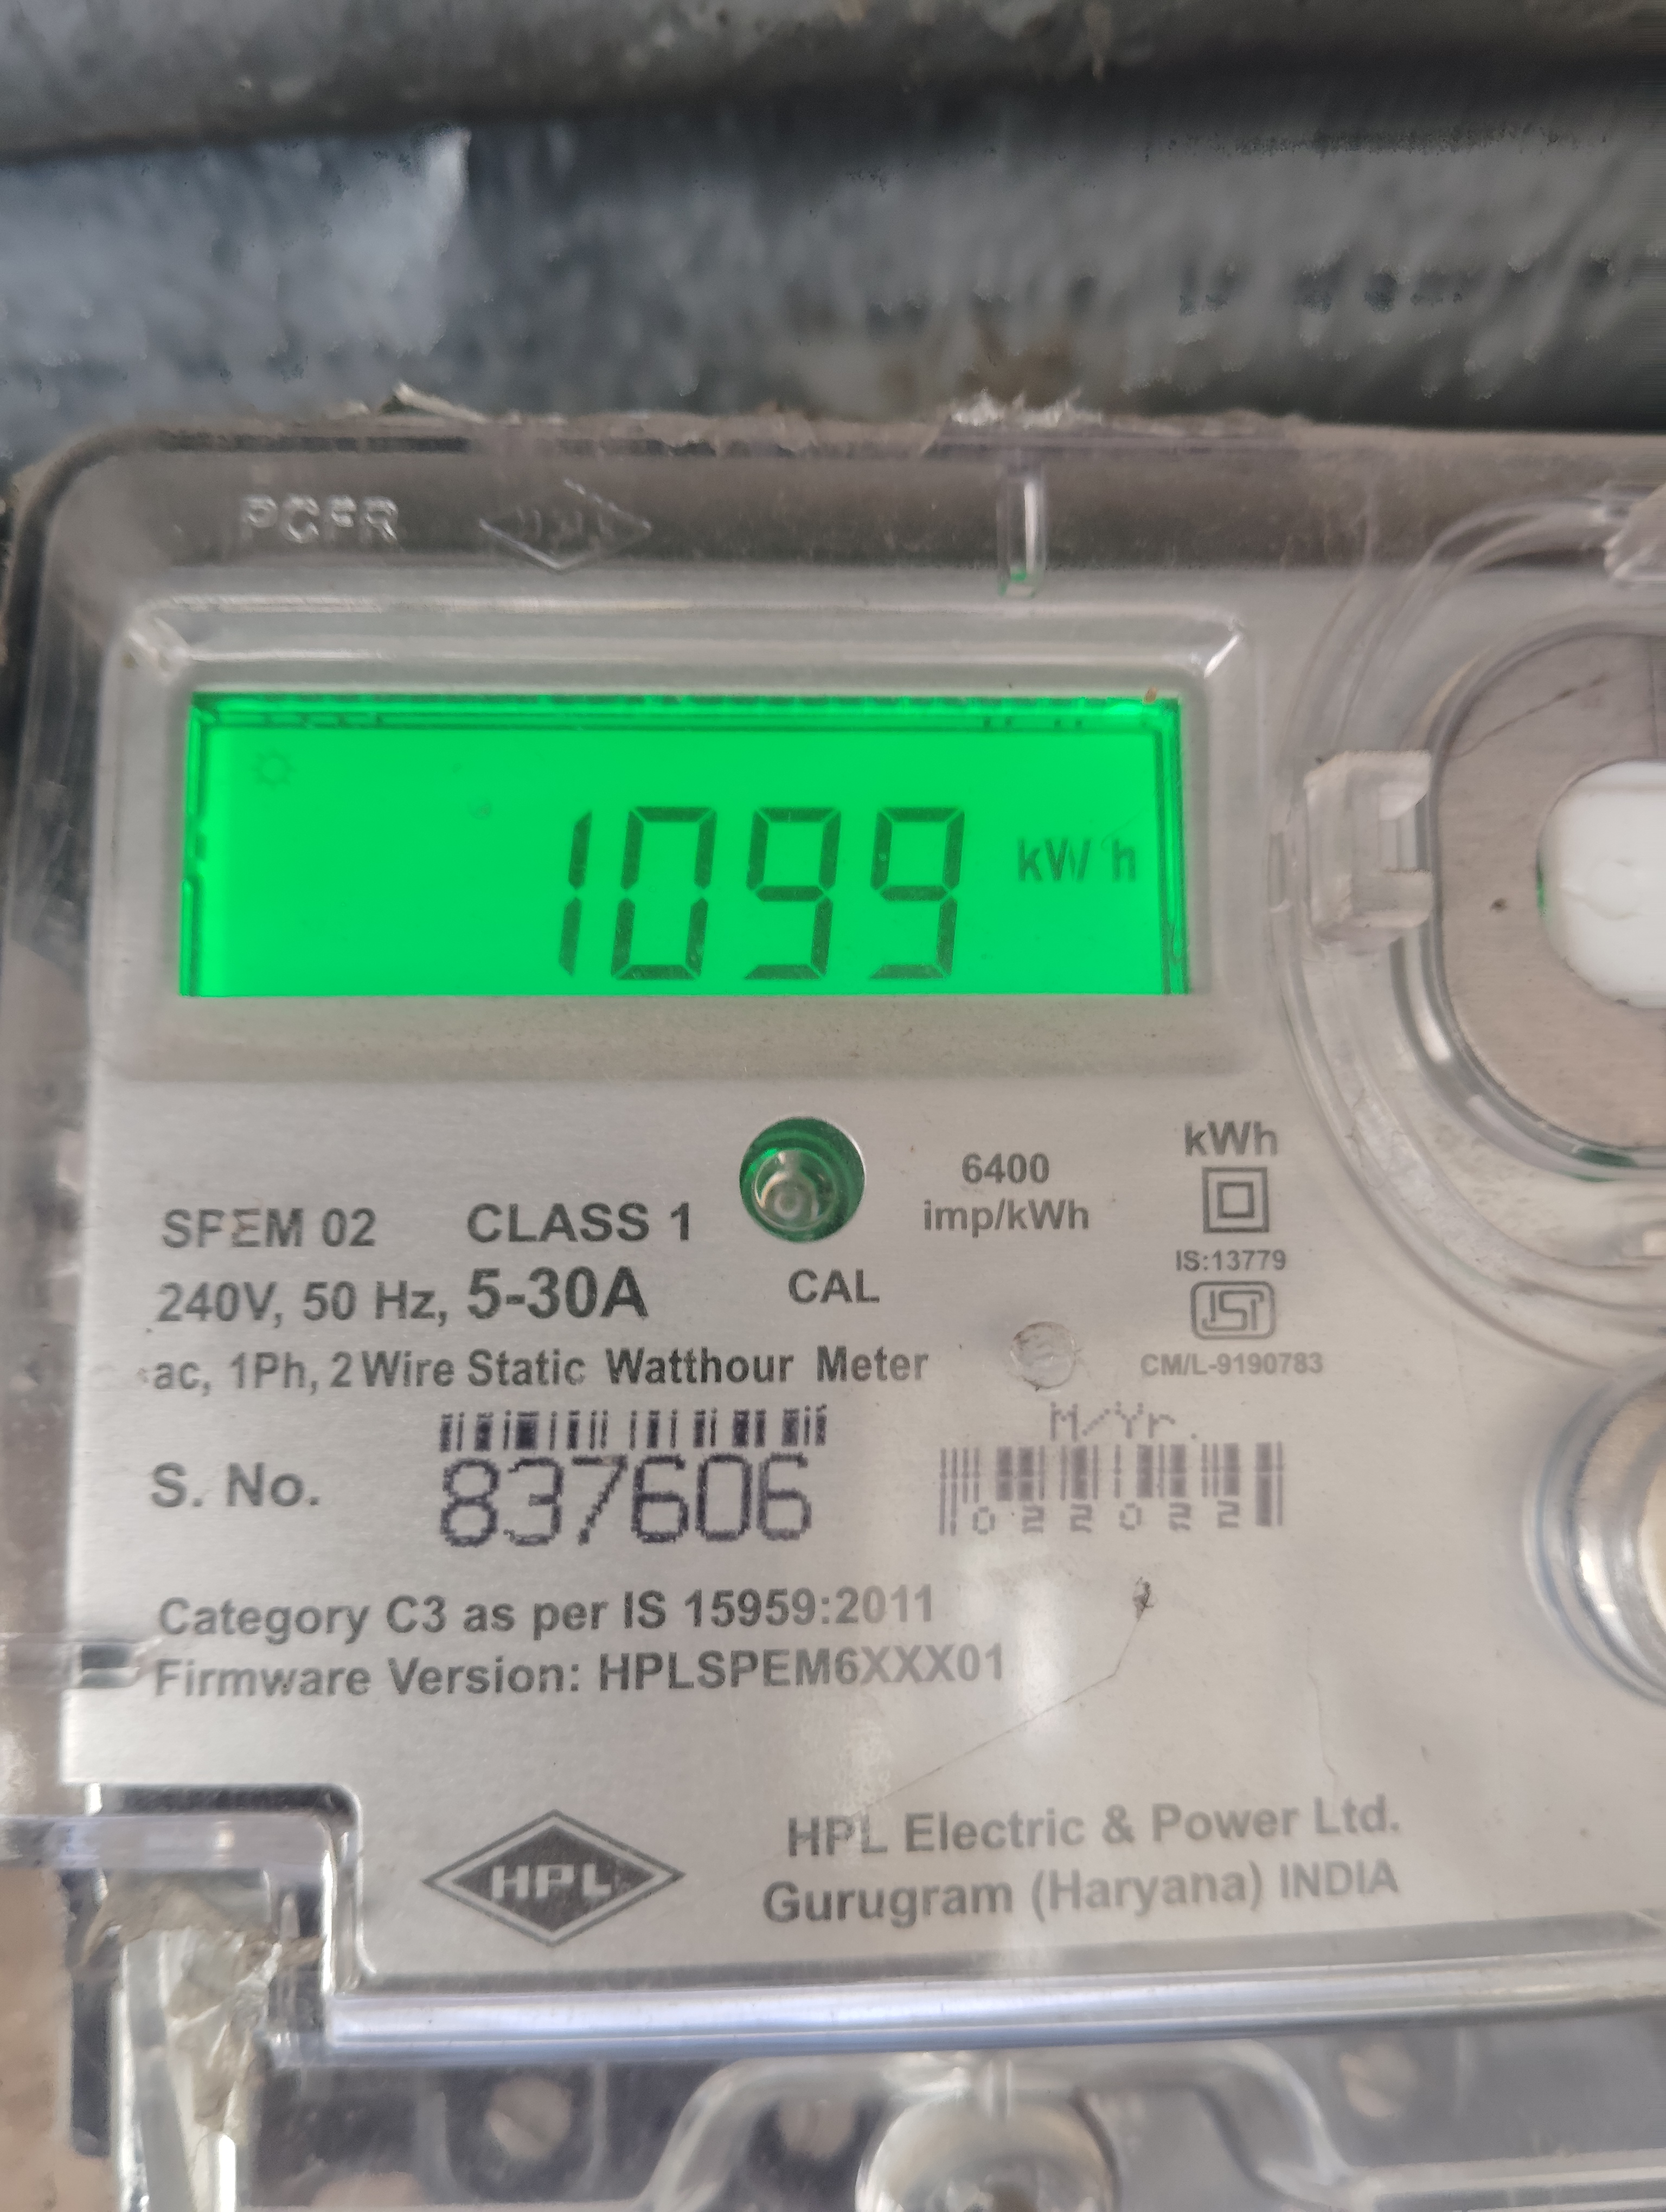 PCFR
1099 kW h
6400
imp/kWh
kWh
SPEM 02 CLASS 1
240V, 50 Hz, 5-30A
CAL
IS:13779
CM/L-9190783
ac, 1Ph, 2 Wire Static Watthour Meter
M/Yr.
S. No. 837606
022022
Category C3 as per IS 15959:2011
Firmware Version: HPLSPEM6XXX01
HPL
HPL Electric & Power Ltd.
Gurugram (Haryana) INDIA